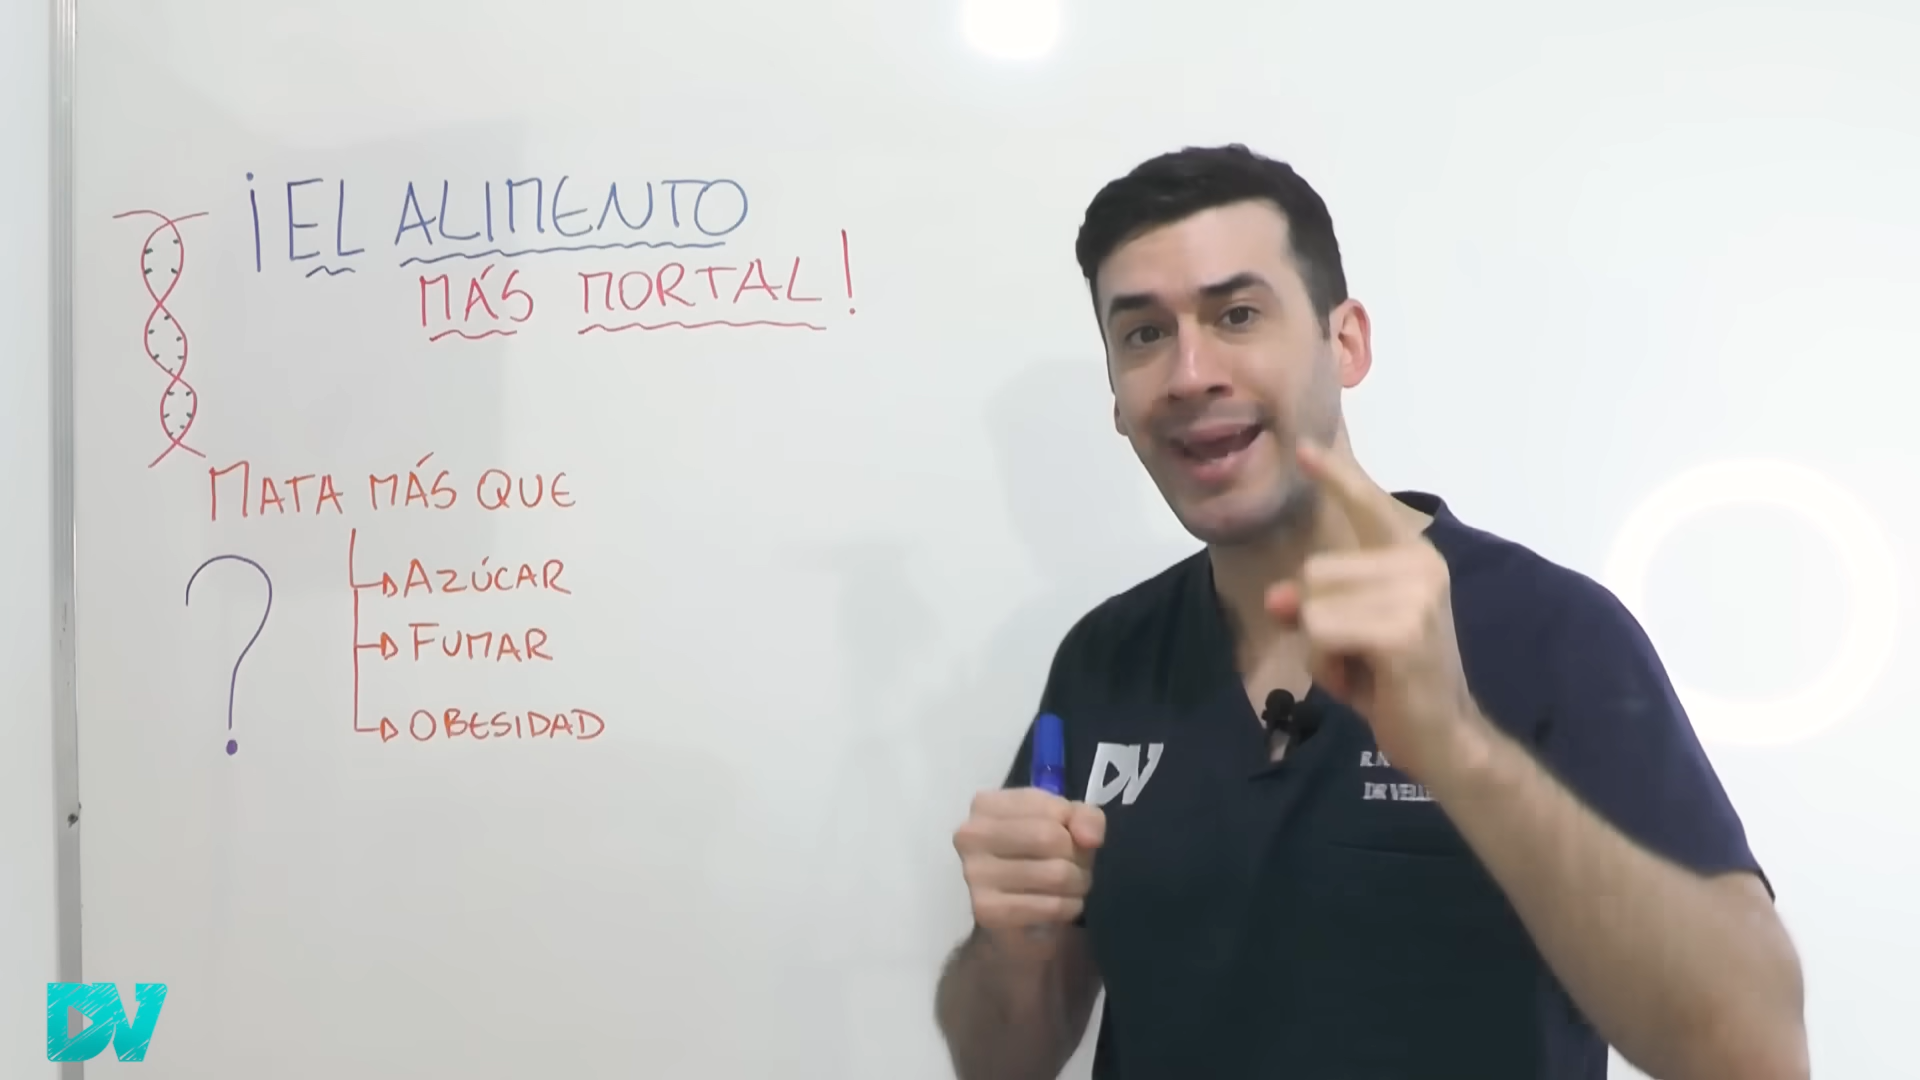 ¡EL ALIMENTO
MÁS MORTAL!
MATA MÁS QUE
AZÚCAR
FUMAR
OBESIDAD
?
DV
DV